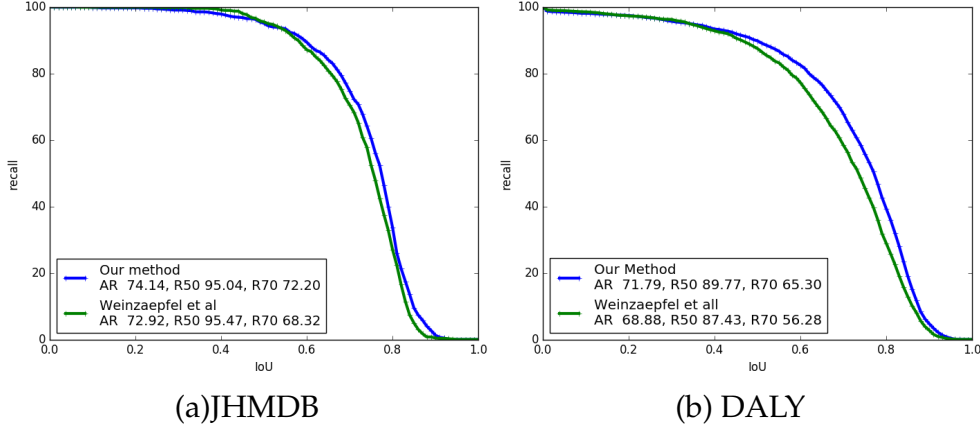 100
80
60
40
20
0
recall
0.0 0.2 0.4 0.6 0.8 1.0
IoU
Our method
AR 74.14, R50 95.04, R70 72.20
Weinzaepfel et al
AR 72.92, R50 95.47, R70 68.32
(a)JHMDB
100
80
60
40
20
0
recall
0.0 0.2 0.4 0.6 0.8 1.0
IoU
Our Method
AR 71.79, R50 89.77, R70 65.30
Weinzaepfel et all
AR 68.88, R50 87.43, R70 56.28
(b) DALY